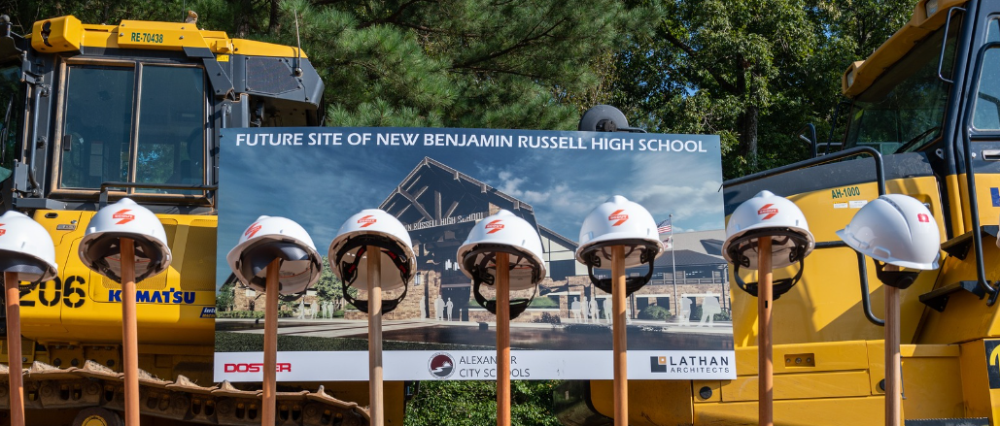 RE-70438
FUTURE SITE OF NEW BENJAMIN RUSSELL HIGH SCHOOL
RUSSELL HIGH SCHOOL
AH-1000
206
KOMATSU
DOSTER
ALEXANDER
CITY SCHOOLS
LATHAN
ARCHITECTS